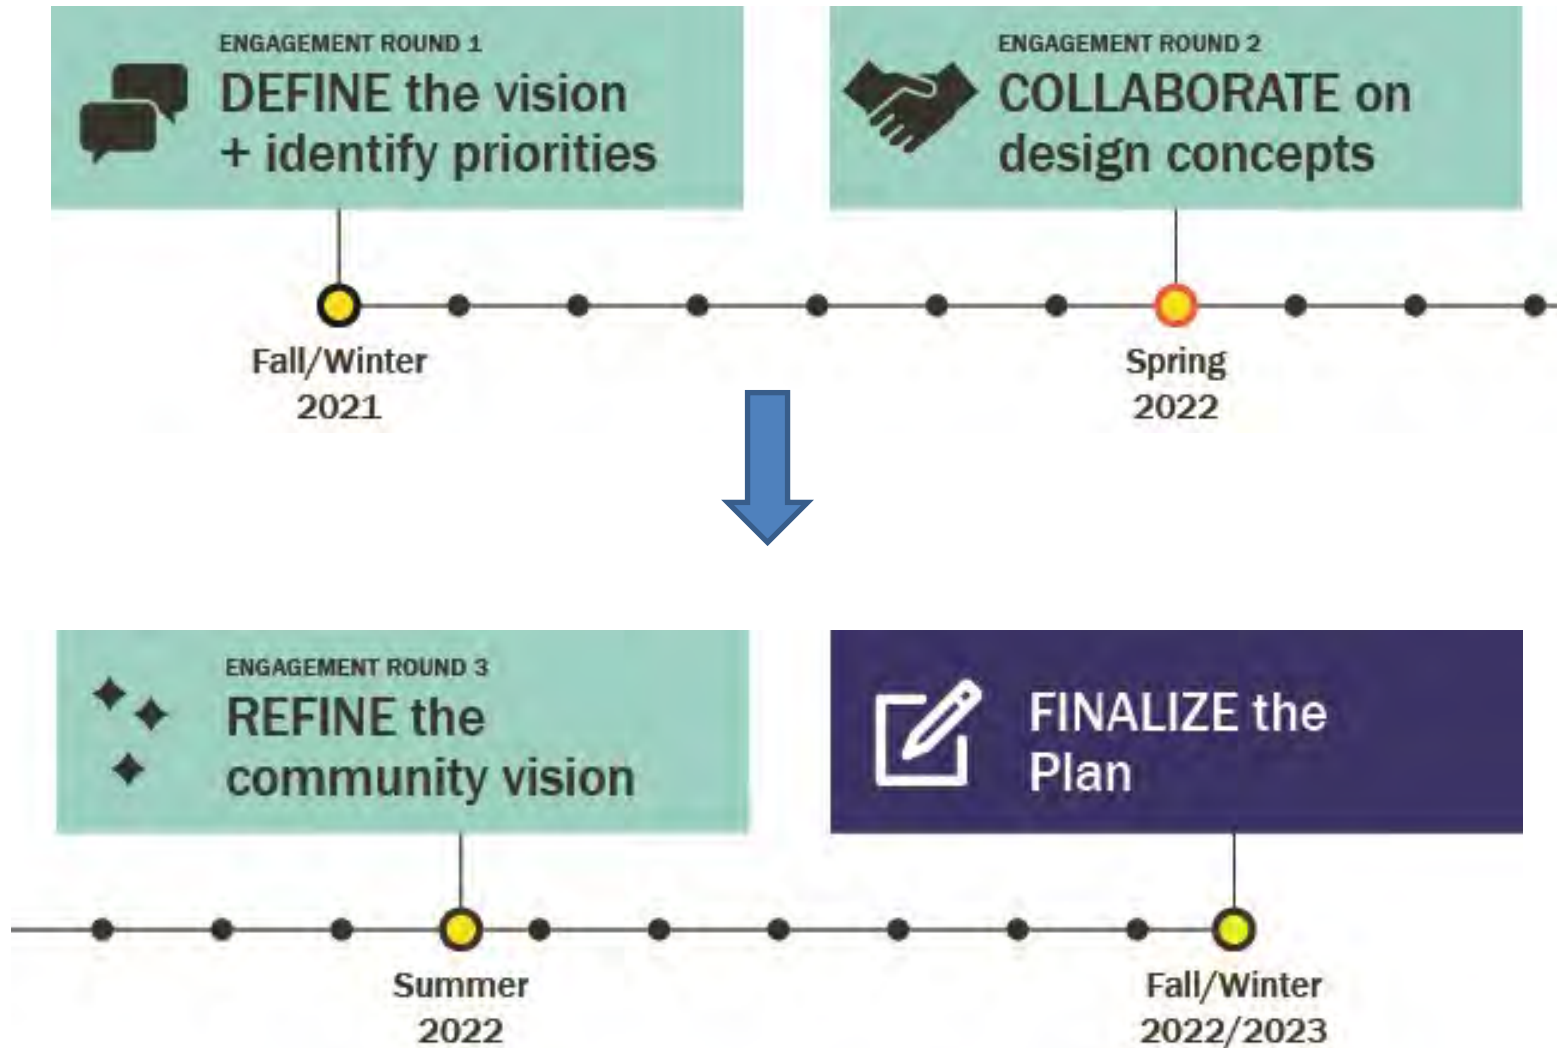 ENGAGEMENT ROUND 1
DEFINE the vision
+ identify priorities
ENGAGEMENT ROUND 2
COLLABORATE on
design concepts
Fall/Winter
2021
Spring
2022
ENGAGEMENT ROUND 3
REFINE the
community vision
FINALIZE the
Plan
Summer
2022
Fall/Winter
2022/2023